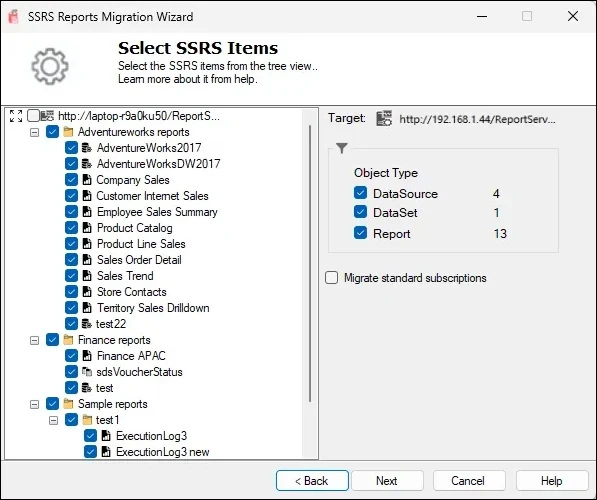 SSRS Reports Migration Wizard
Select SSRS Items
Select the SSRS items from the tree view..
Learn more about it from help.
http://laptop-r9a0ku50/ReportS...
Adventureworks reports
AdventureWorks2017
AdventureWorksDW2017
Company Sales
Customer Internet Sales
Employee Sales Summary
Product Catalog
Product Line Sales
Sales Order Detail
Sales Trend
Store Contacts
Territory Sales Drilldown
test22
Finance reports
Finance APAC
sdsVoucherStatus
test
Sample reports
test1
ExecutionLog3
ExecutionLog3 new
Target: http://192.168.1.44/ReportServ...
Object Type
DataSource 4
DataSet 1
Report 13
Migrate standard subscriptions
< Back Next Cancel Help